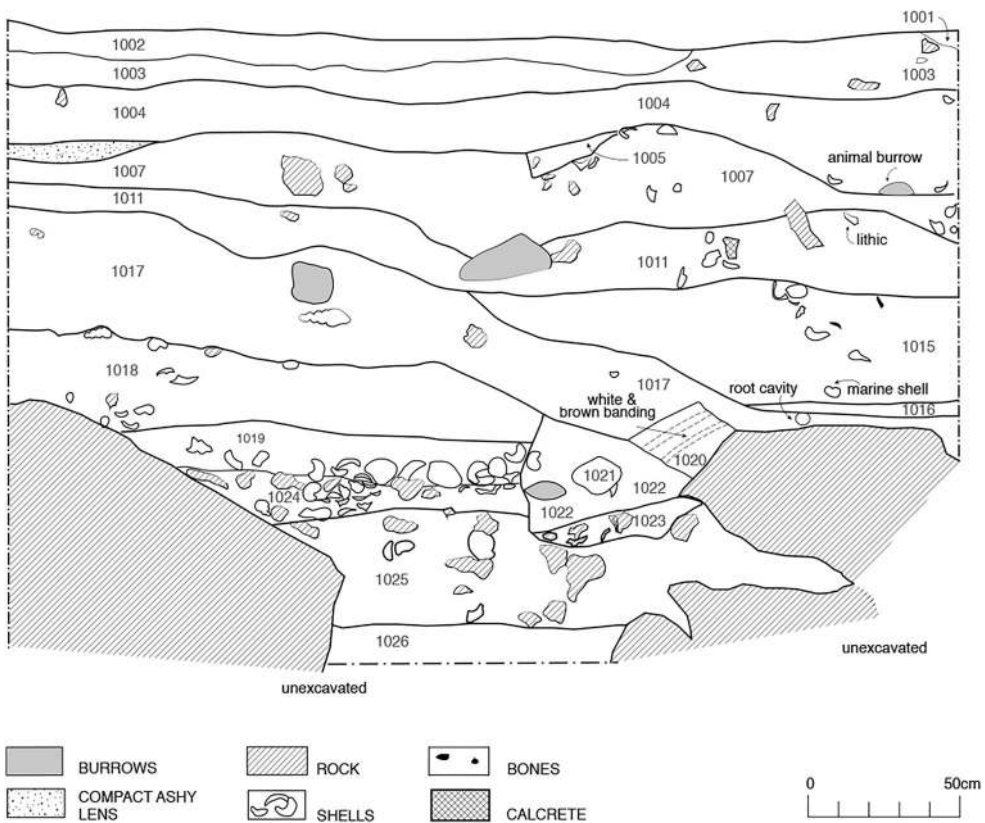 1001
1002
1003
1003
1004
1004
1005
1007
1007
animal burrow
1011
lithic
1011
1017
1015
1018
1017
root cavity
marine shell
white &
brown banding
1016
1019
1020
1021
1022
1024
1022
1023
1025
1026
unexcavated
unexcavated
BURROWS
ROCK
BONES
COMPACT ASHY
LENS
SHELLS
CALCRETE
0
50cm